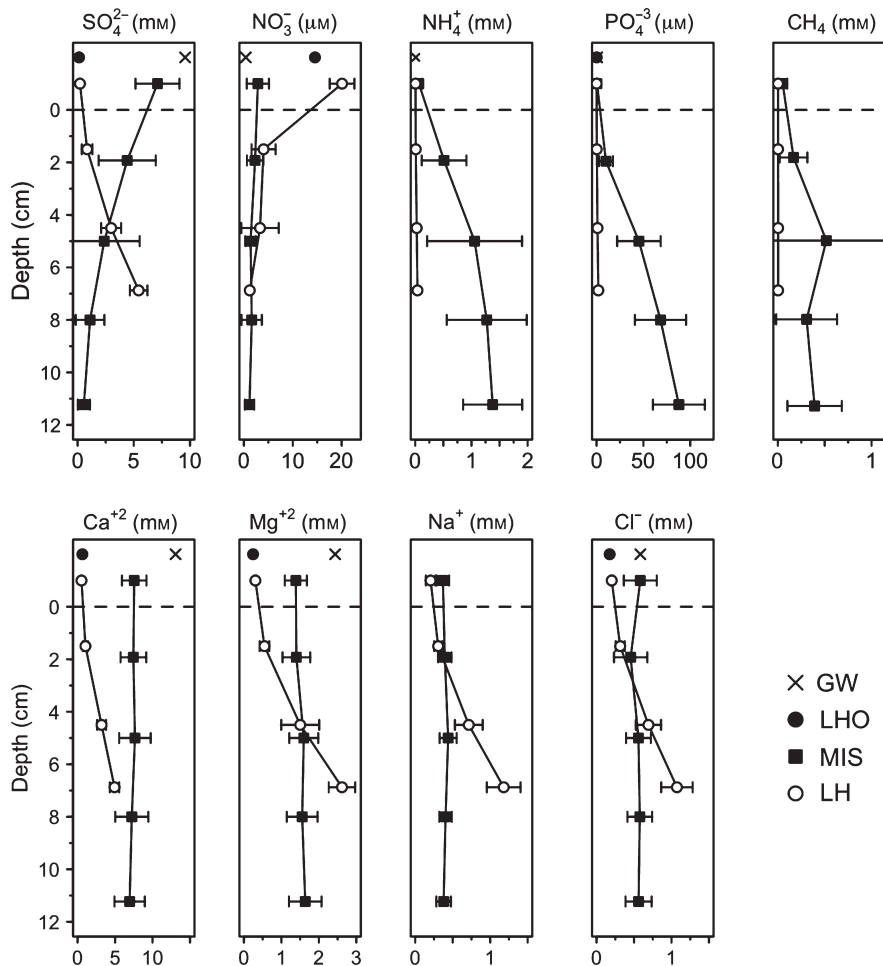 SO₄²⁻ (mM) NO₃⁻ (μM) NH₄⁺ (mM) PO₄⁻³ (mM) CH₄ (mM)
0
2
4
6
8
10
12
Depth (cm)
0 5 10 0 10 20 0 1 2 0 50 100 0 1
Ca⁺² (mM) Mg⁺² (mM) Na⁺ (mM) Cl⁻ (mM)
0
2
4
6
8
10
12
Depth (cm)
0 5 10 0 1 2 3 0 1 0 1
× GW
● LHO
■ MIS
○ LH